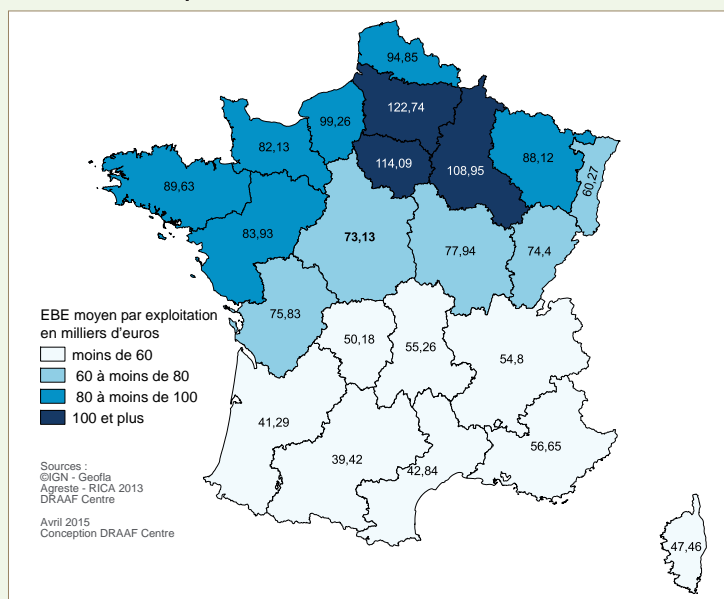 94,85
122,74
99,26
82,13
114,09
108,95
88,12
60,27
89,63
83,93
73,13
77,94
74,4
75,83
50,18
55,26
54,8
41,29
39,42
42,84
56,65
47,46
EBE moyen par exploitation
en milliers d'euros
moins de 60
60 à moins de 80
80 à moins de 100
100 et plus
Sources :
©IGN - Geofla
Agreste - RICA 2013
DRAAF Centre
Avril 2015
Conception DRAAF Centre